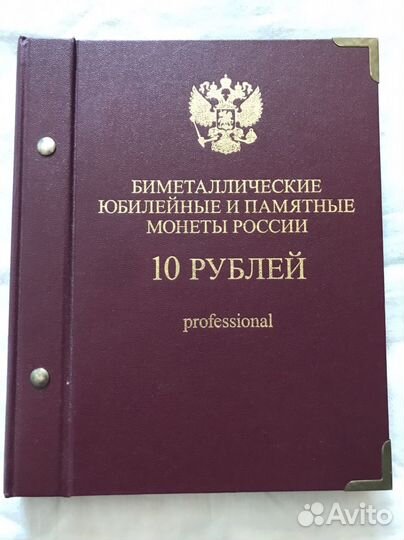 БИМЕТАЛЛИЧЕСКИЕ
ЮБИЛЕЙНЫЕ И ПАМЯТНЫЕ
МОНЕТЫ РОССИИ
10 РУБЛЕЙ
professional
Avito